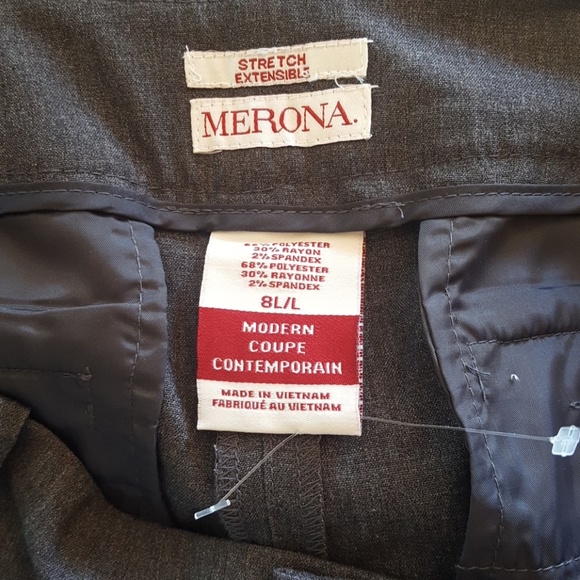 STRETCH
EXTENSIBLE
MERONA.
POLYESTER
30% RAYON
2% SPANDEX
68% POLYESTER
30% RAYONNE
2% SPANDEX
8L/L
MODERN
COUPE
CONTEMPORAIN
MADE IN VIETNAM
FABRIQUÉ AU VIETNAM